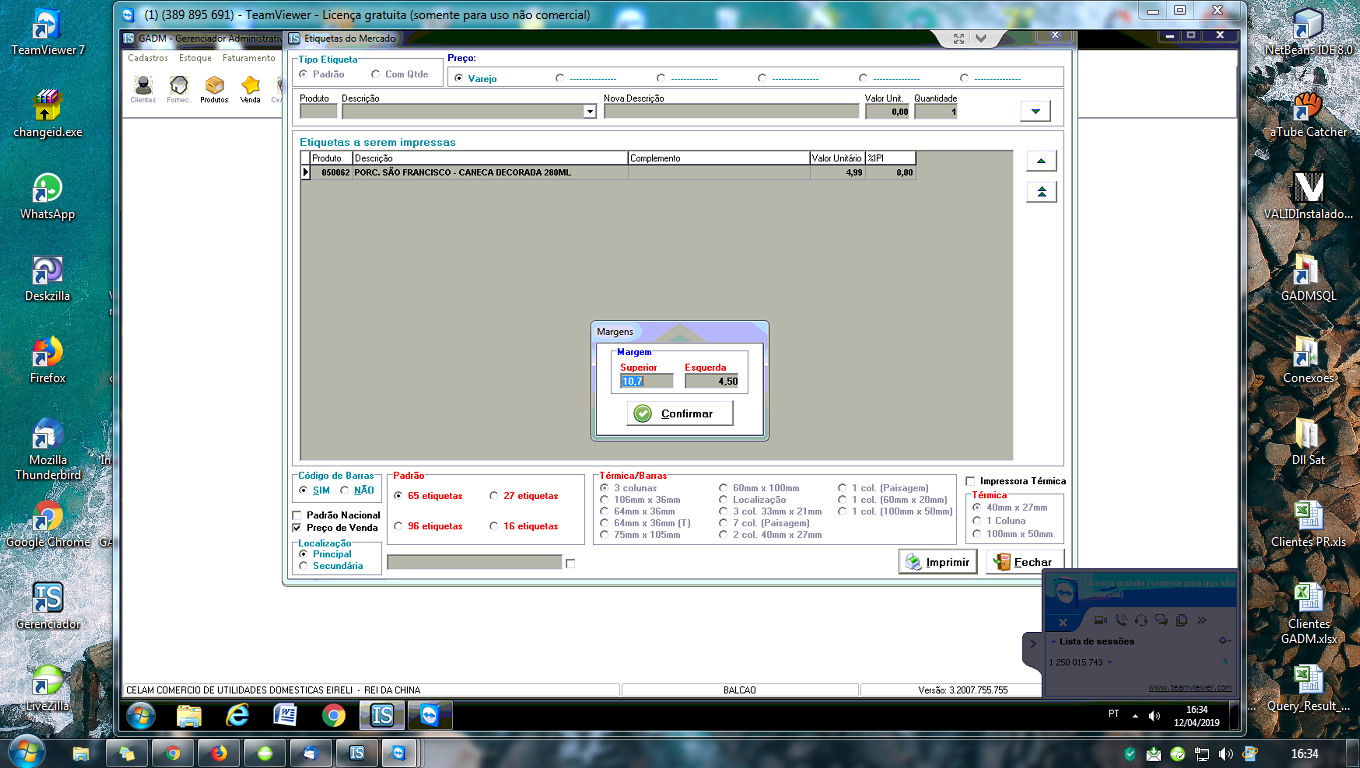 (1) (389 895 691) - TeamViewer - Licença gratuita (somente para uso não comercial)
TeamViewer 7
changeid.exe
WhatsApp
Deskzilla
Firefox
Mozilla
Thunderbird
Google Chrome
Gerenciador
LiveZilla
GADM - Gerenciador
Etiquetas do Mercado
Cadastros Estoque Faturamento
Clientes Fornec. Produtos Venda
Tipo Etiqueta
Padrão Com Qtde
Preço:
Varejo --------------- --------------- --------------- --------------- ---------------
Produto Descrição Nova Descrição Valor Unit. Quantidade
0,00 1
Etiquetas a serem impressas
Produto Descrição Complemento Valor Unitário %IPI
050062 PORC. SÃO FRANCISCO - CANECA DECORADA 280ML 4,99 0,00
Margens
Margem
Superior Esquerda
10,7 4,50
Confirmar
Código de Barras
SIM NÃO
Padrão Nacional
Preço de Venda
Localização
Principal
Secundária
Padrão
65 etiquetas 27 etiquetas
96 etiquetas 16 etiquetas
Térmica/Barras
3 colunas 60mm x 100mm 1 col. (Paisagem)
106mm x 36mm Localização 1 col. (60mm x 20mm)
64mm x 36mm 3 col. 33mm x 21mm 1 col. (100mm x 50mm)
64mm x 36mm (T) 7 col. (Paisagem)
75mm x 105mm 2 col. 40mm x 27mm
Impressora Térmica
Térmica
40mm x 27mm
1 Coluna
100mm x 50mm
Imprimir Fechar
Licença gratuita (somente para uso não
comercial)
Lista de sessões
1 250 015 743
www.teamviewer.com
CELAM COMERCIO DE UTILIDADES DOMESTICAS EIRELI - REI DA CHINA BALCAO Versão: 3.2007.755.755
PT 16:34
12/04/2019
NetBeans IDE 8.0
aTube Catcher
VALIDInstalado...
GADMSQL
Conexoes
Dll Sat
Clientes PR.xls
Clientes
GADM.xlsx
Query_Result_...
16:34